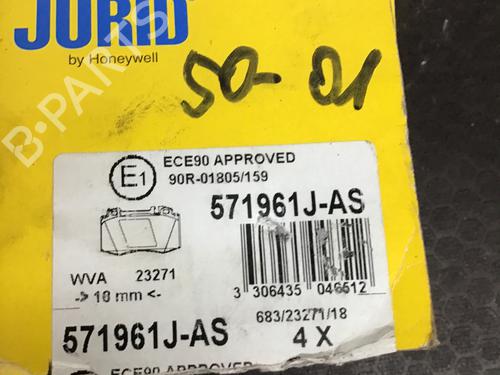 JURID
by Honeywell
50-01
B-PARTS
E1
ECE90 APPROVED
90R-01805/159
571961J-AS
WVA 23271
-> 18 mm <-
3 306435 046512
683/23271/18
571961J-AS
4 X
ECE90 APPROVED